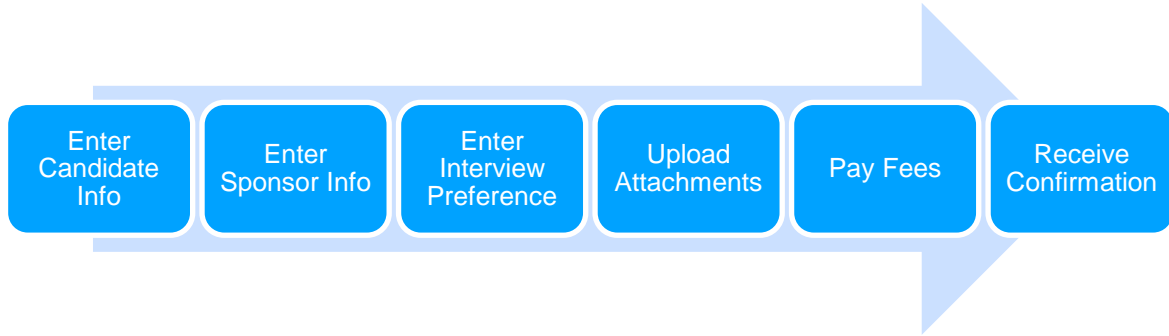 Enter
Candidate
Info
Enter
Sponsor Info
Enter
Interview
Preference
Upload
Attachments
Pay Fees
Receive
Confirmation